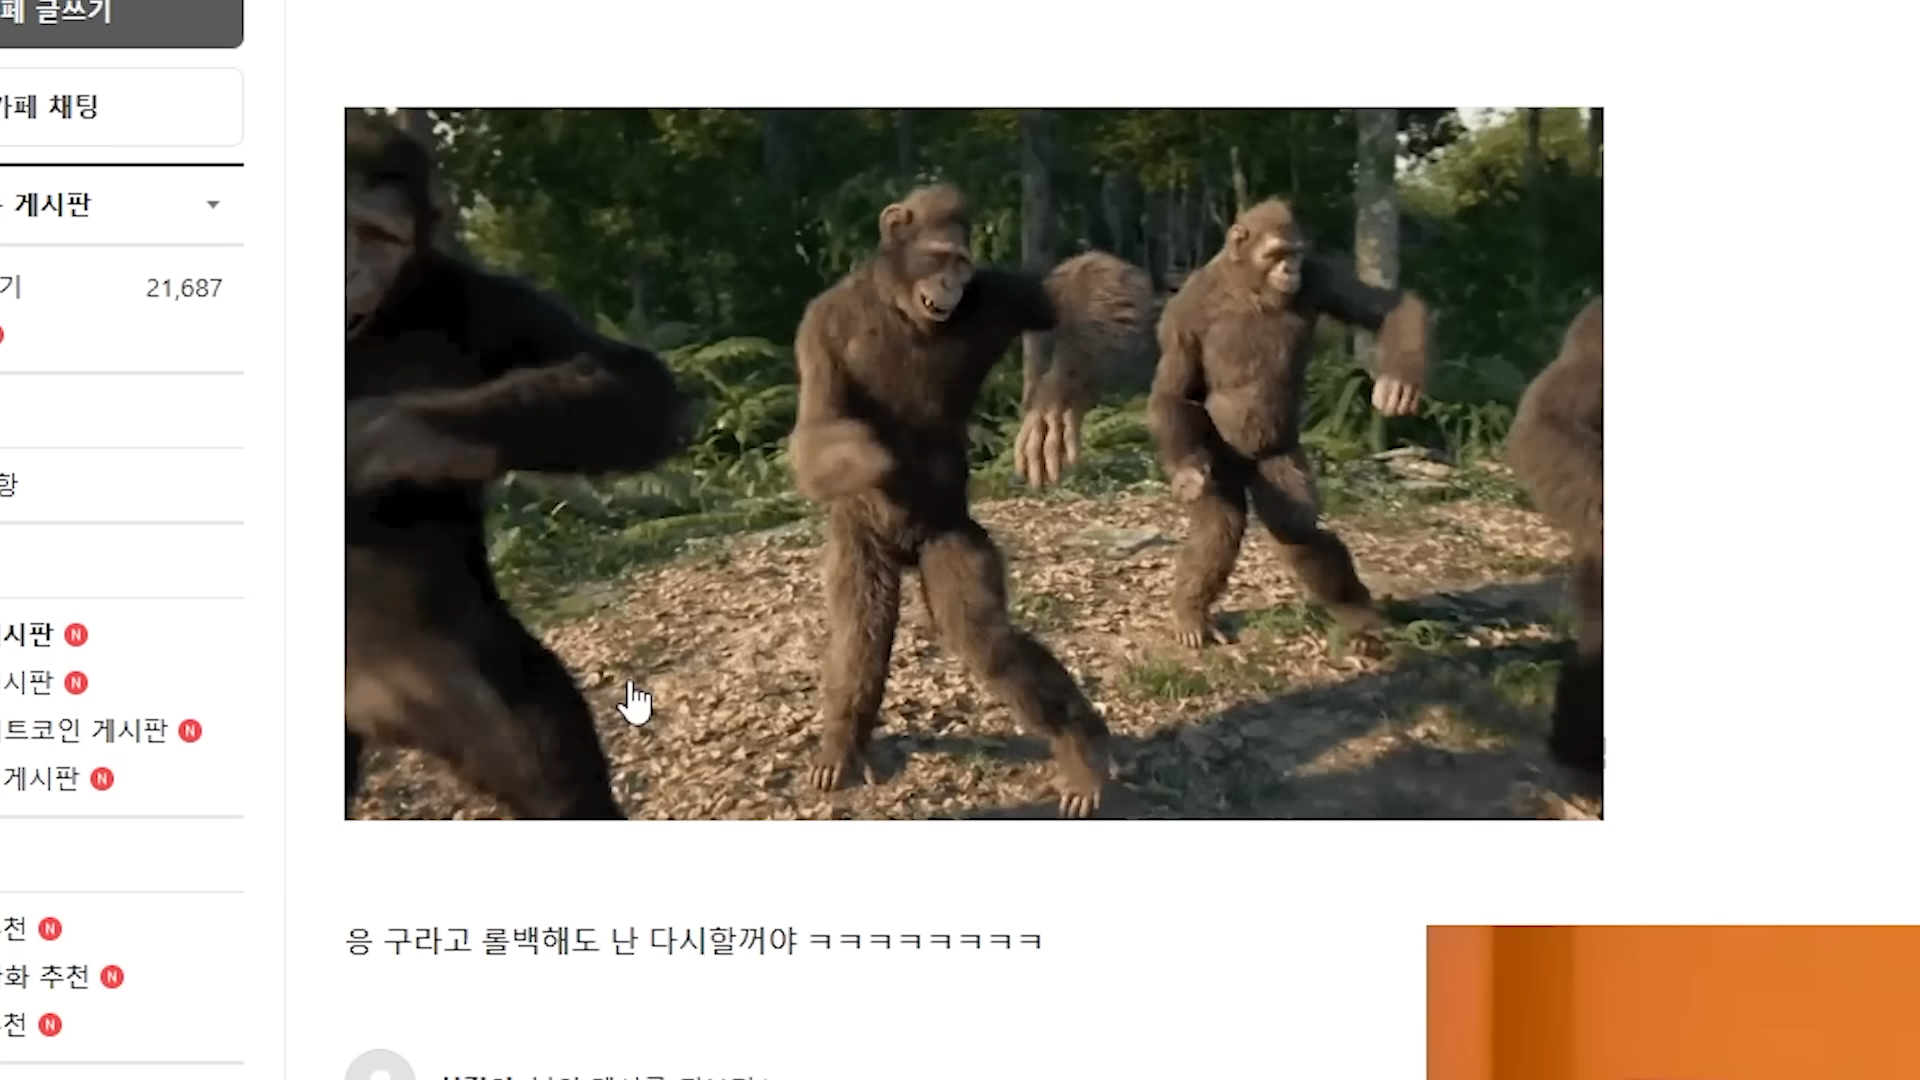 페 글쓰기
카페 채팅
게시판
기 21,687
항
시판 N
시판 N
트코인 게시판 N
게시판 N
천 N
화 추천 N
천 N
응 구라고 롤백해도 난 다시할꺼야 ㅋㅋㅋㅋㅋㅋㅋㅋ